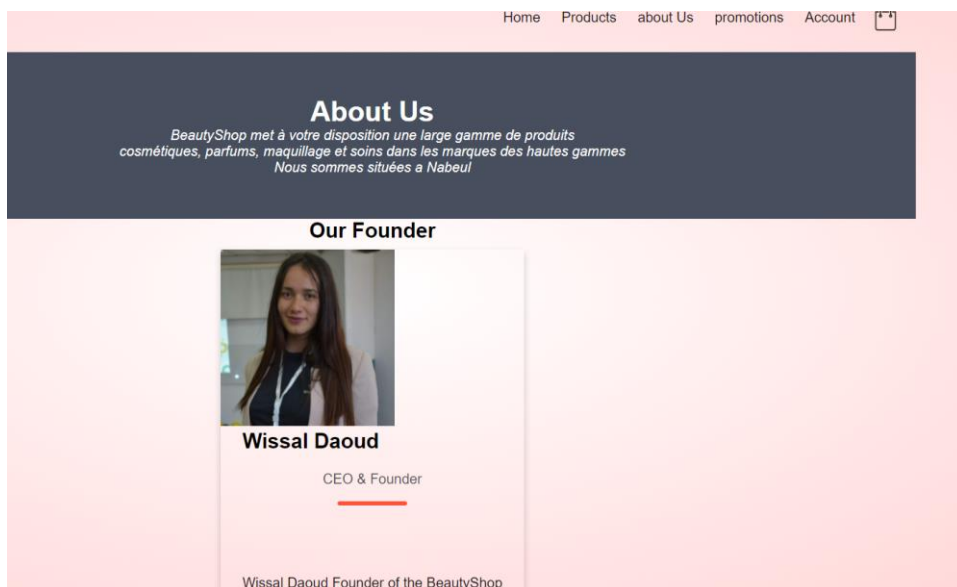 Home Products about Us promotions Account
About Us
BeautyShop met à votre disposition une large gamme de produits
cosmétiques, parfums, maquillage et soins dans les marques des hautes gammes
Nous sommes situées a Nabeul
Our Founder
Wissal Daoud
CEO & Founder
Wissal Daoud Founder of the BeautyShop